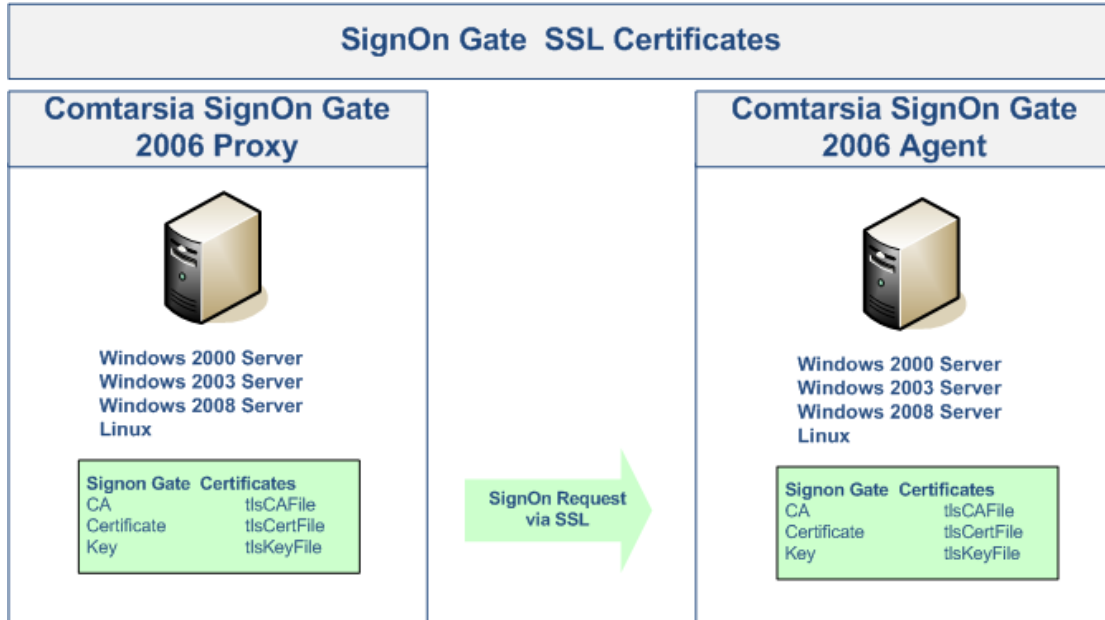 SignOn Gate SSL Certificates
Comtarsia SignOn Gate
2006 Proxy
Windows 2000 Server
Windows 2003 Server
Windows 2008 Server
Linux
Signon Gate Certificates
CA tlsCAFile
Certificate tlsCertFile
Key tlsKeyFile
SignOn Request
via SSL
Comtarsia SignOn Gate
2006 Agent
Windows 2000 Server
Windows 2003 Server
Windows 2008 Server
Linux
Signon Gate Certificates
CA tlsCAFile
Certificate tlsCertFile
Key tlsKeyFile